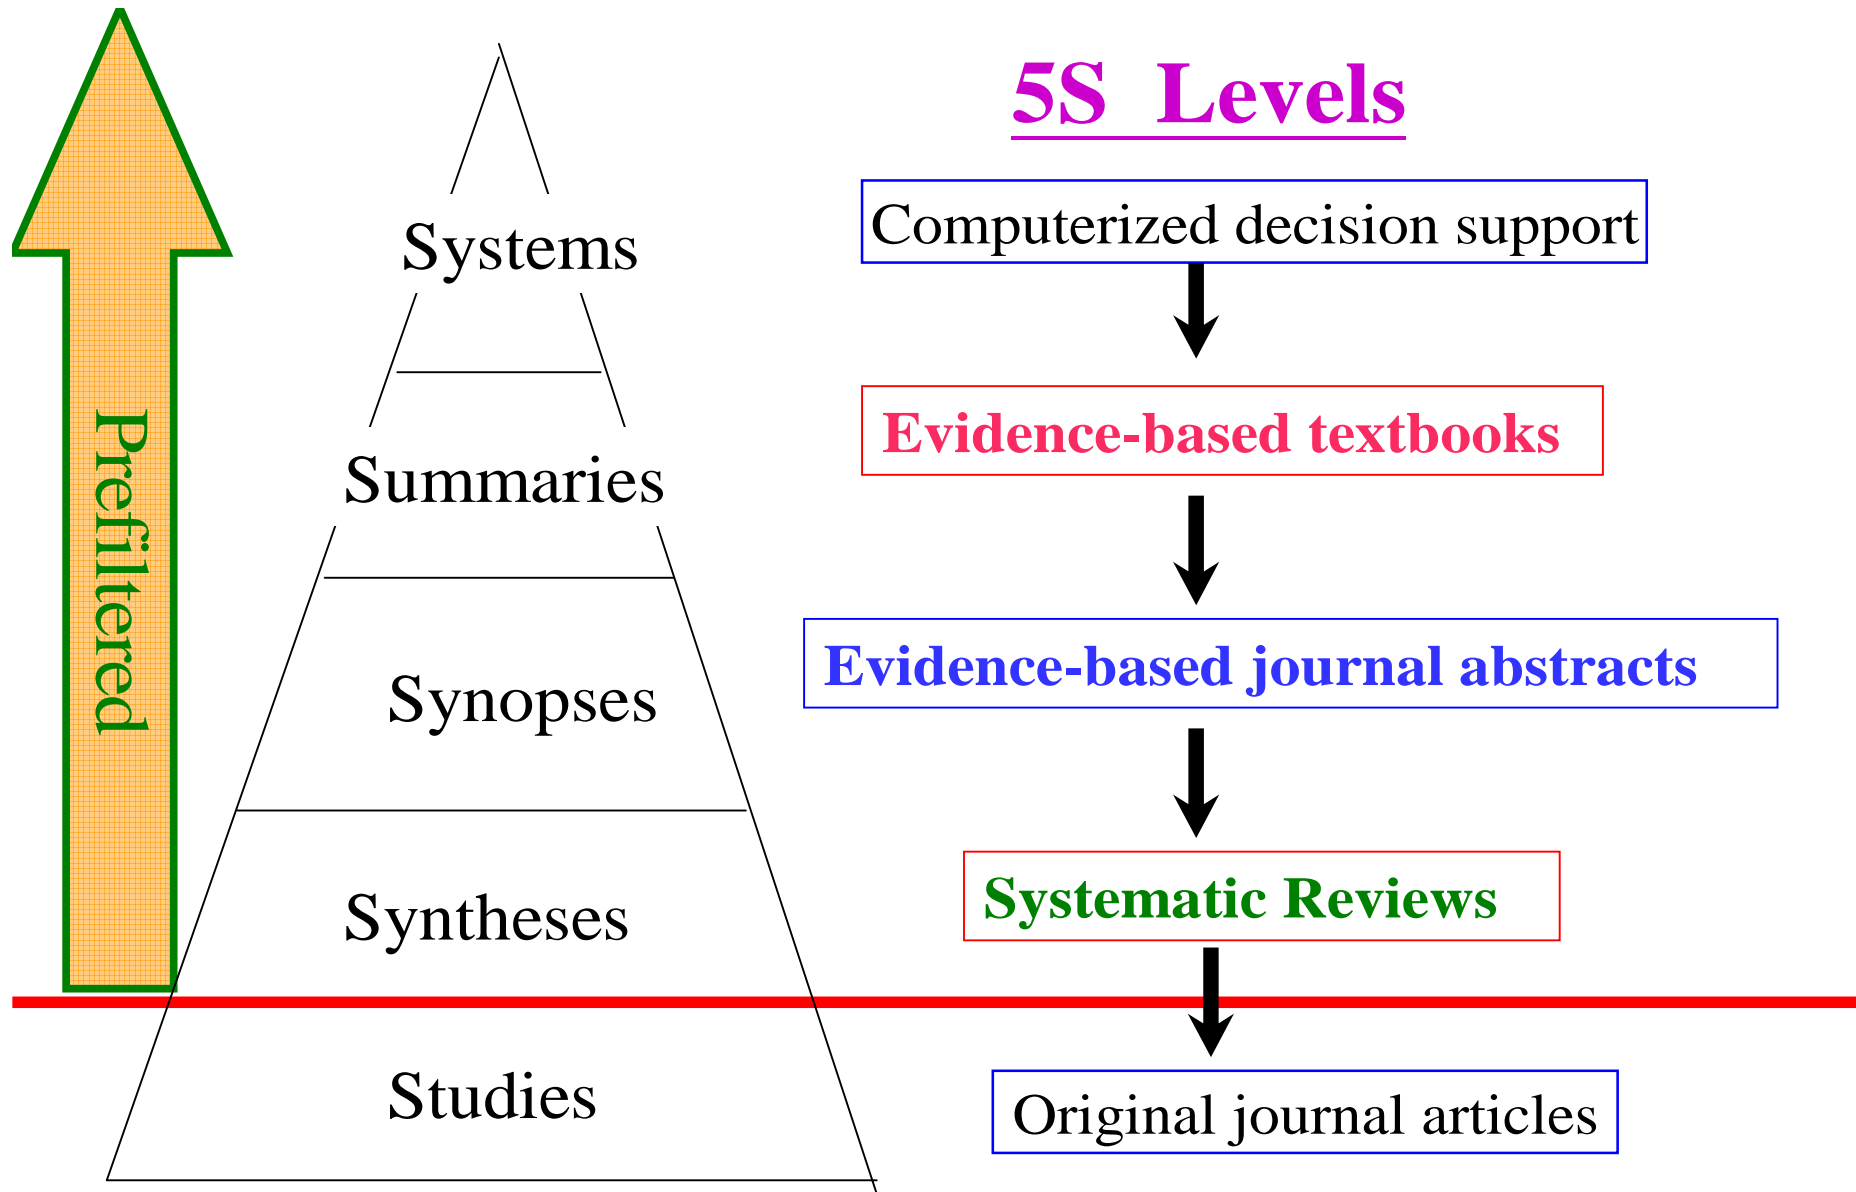 5S Levels
Systems
Computerized decision support
Summaries
Evidence-based textbooks
Prefiltered
Synopses
Evidence-based journal abstracts
Syntheses
Systematic Reviews
Studies
Original journal articles